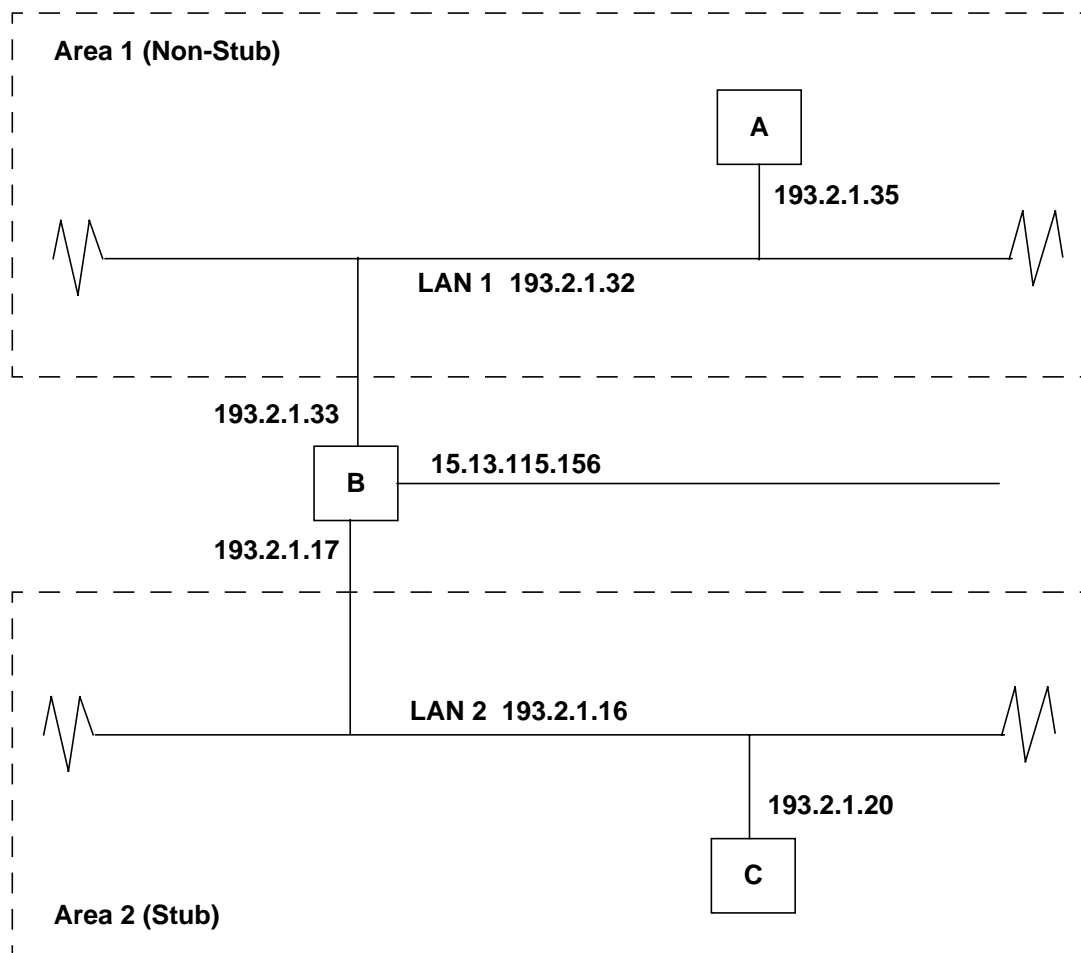 Area 1 (Non-Stub)
A
193.2.1.35
LAN 1 193.2.1.32
193.2.1.33
15.13.115.156
B
193.2.1.17
LAN 2 193.2.1.16
193.2.1.20
C
Area 2 (Stub)